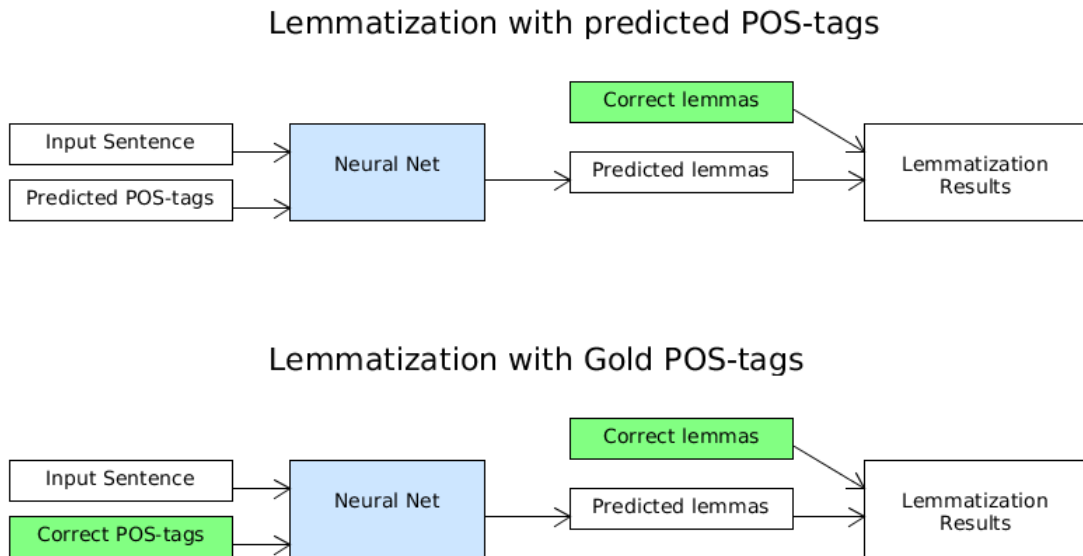 Lemmatization with predicted POS-tags
Correct lemmas
Input Sentence
Neural Net
Predicted lemmas
Lemmatization
Results
Predicted POS-tags
Lemmatization with Gold POS-tags
Correct lemmas
Input Sentence
Neural Net
Predicted lemmas
Lemmatization
Results
Correct POS-tags